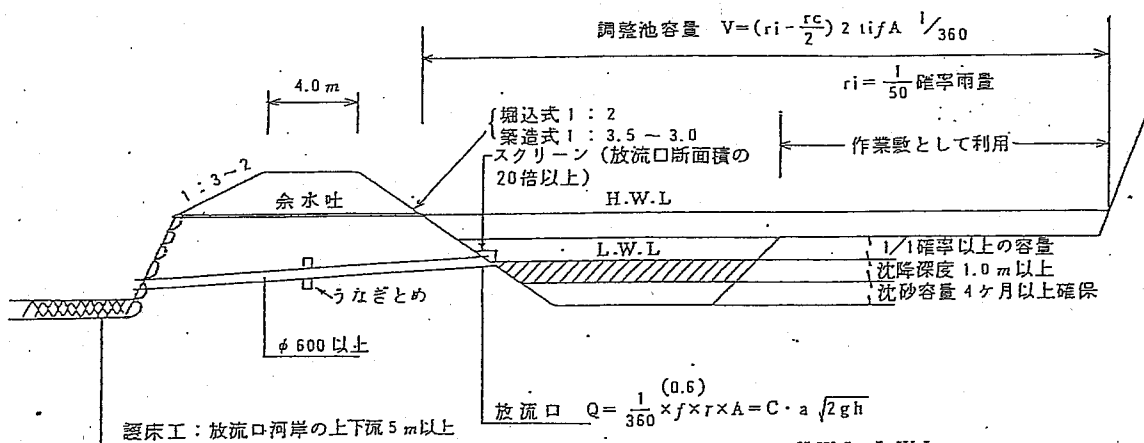 調整池容量 V=(ri-rc/2) 2 tifA 1/360
ri=1/50 確率雨量
4.0 m
堀込式 1 : 2
築造式 1 : 3.5 ~ 3.0
作業敷として利用
スクリーン (放流口断面積の
20倍以上)
1 : 3~2
余水吐
H.W.L
L.W.L
1/1確率以上の容量
沈降深度 1.0 m以上
沈砂容量 4ケ月以上確保
うなぎとめ
φ600以上
放流口 Q=1/360×f×r×A=C・a √2gh
(0.6)
護床工：放流口河岸の上下流 5 m以上